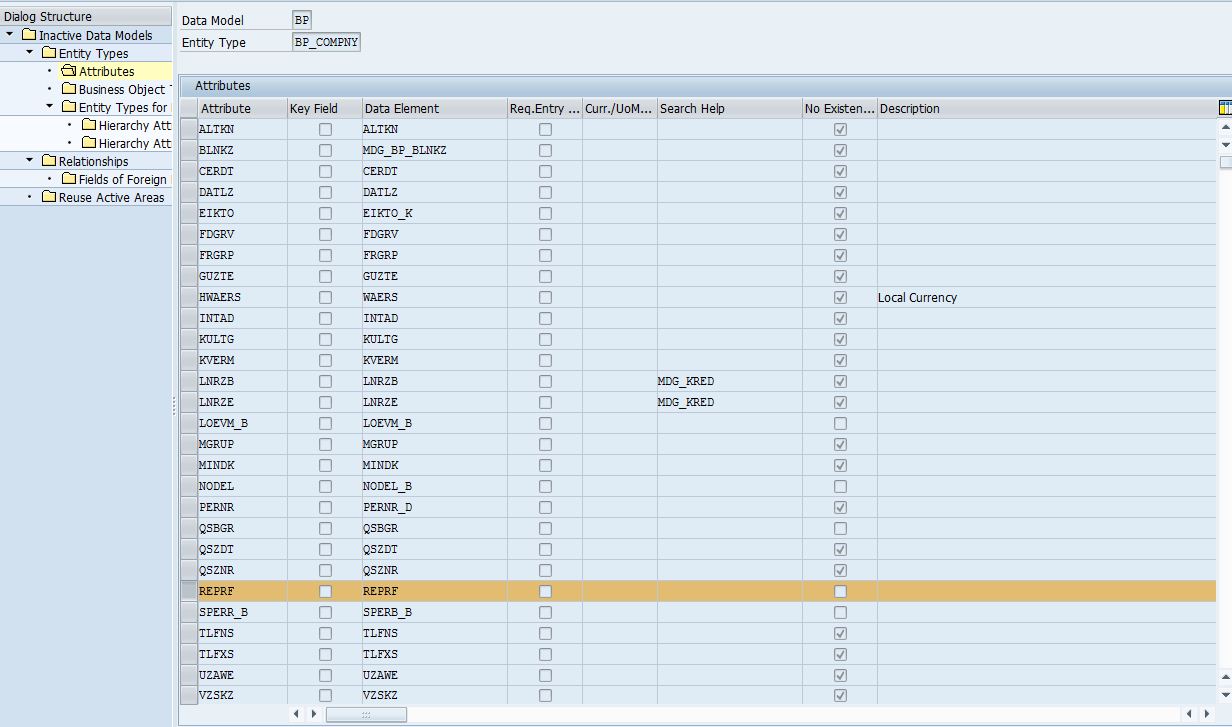 Dialog Structure
Inactive Data Models
Entity Types
Attributes
Business Object
Entity Types for
Hierarchy Att
Hierarchy Att
Relationships
Fields of Foreign
Reuse Active Areas
Data Model BP
Entity Type BP_COMPNY
Attributes
Attribute Key Field Data Element Req.Entry ... Curr./UoM... Search Help No Existen... Description
ALTKN ALTKN
BLNKZ MDG_BP_BLNKZ
CERDT CERDT
DATLZ DATLZ
EIKTO EIKTO_K
FDGRV FDGRV
FRGRP FRGRP
GUZTE GUZTE
HWAERS WAERS Local Currency
INTAD INTAD
KULTG KULTG
KVERM KVERM
LNRZB LNRZB MDG_KRED
LNRZE LNRZE MDG_KRED
LOEVM_B LOEVM_B
MGRUP MGRUP
MINDK MINDK
NODEL NODEL_B
PERNR PERNR_D
QSBGR QSBGR
QSZDT QSZDT
QSZNR QSZNR
REPRF REPRF
SPERR_B SPERB_B
TLFNS TLFNS
TLFXS TLFXS
UZAWE UZAWE
VZSKZ VZSKZ